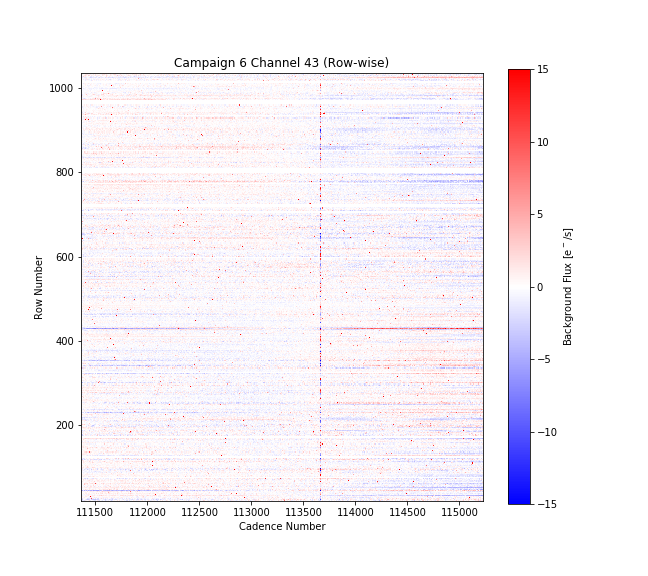 Campaign 6 Channel 43 (Row-wise)
1000
800
600
400
200
Row Number
111500 112000 112500 113000 113500 114000 114500 115000
Cadence Number
15
10
5
0
−5
−10
−15
Background Flux [e⁻/s]